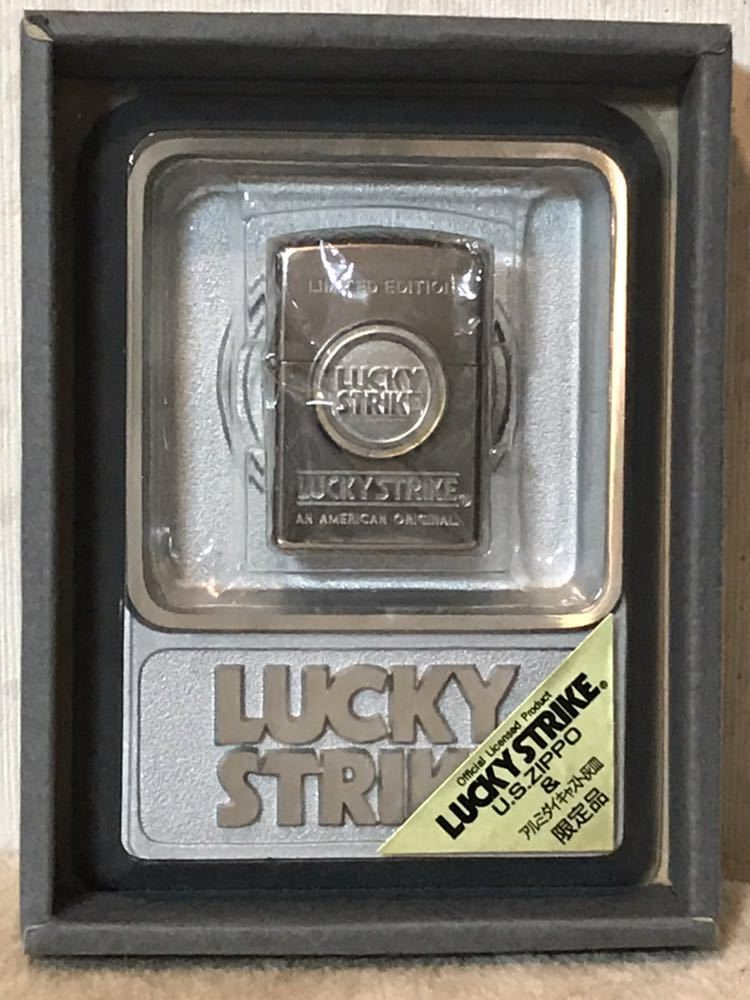 LIMITED EDITION
LUCKY
STRIKE
LUCKY STRIKE®
AN AMERICAN ORIGINAL
LUCKY
STRIKE
Official Licensed Product
LUCKY STRIKE®
U.S. ZIPPO
&
アルミダイキャスト灰皿
限定品